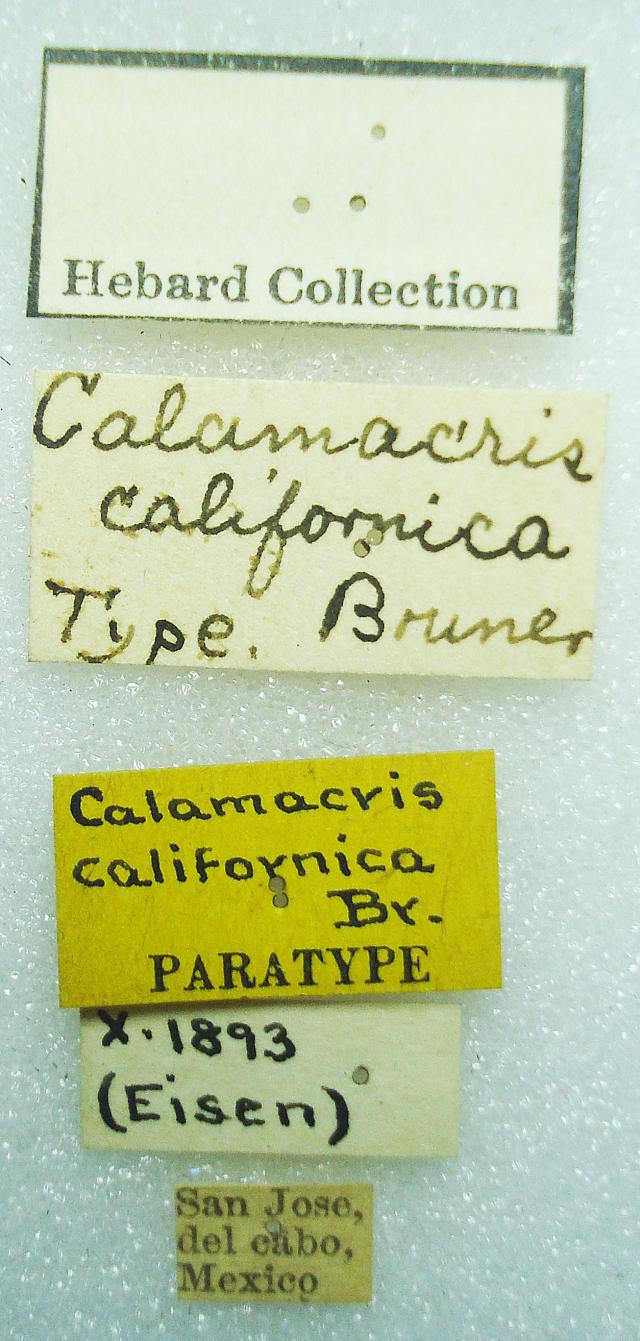 Hebard Collection
Calamacris
californica
Type. Bruner
Calamacris
californica
Br.
PARATYPE
X.1893
(Eisen)
San Jose,
del cabo,
Mexico